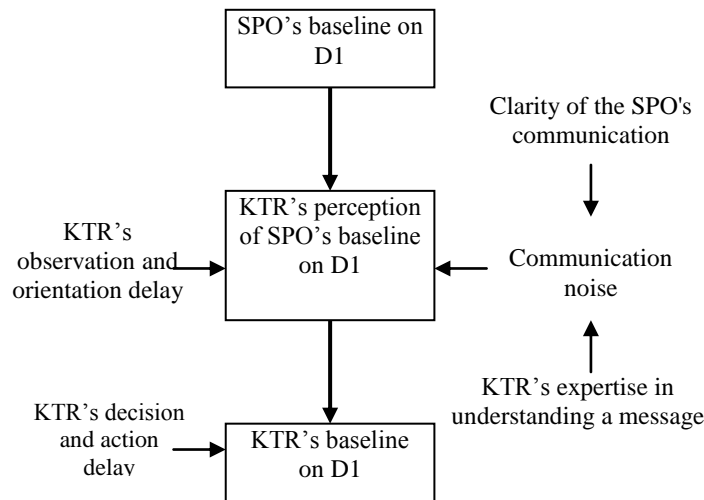 SPO’s baseline on
D1
Clarity of the SPO's
communication
KTR’s perception
of SPO’s baseline
on D1
KTR’s
observation and
orientation delay
Communication
noise
KTR’s expertise in
understanding a message
KTR’s decision
and action
delay
KTR’s baseline
on D1